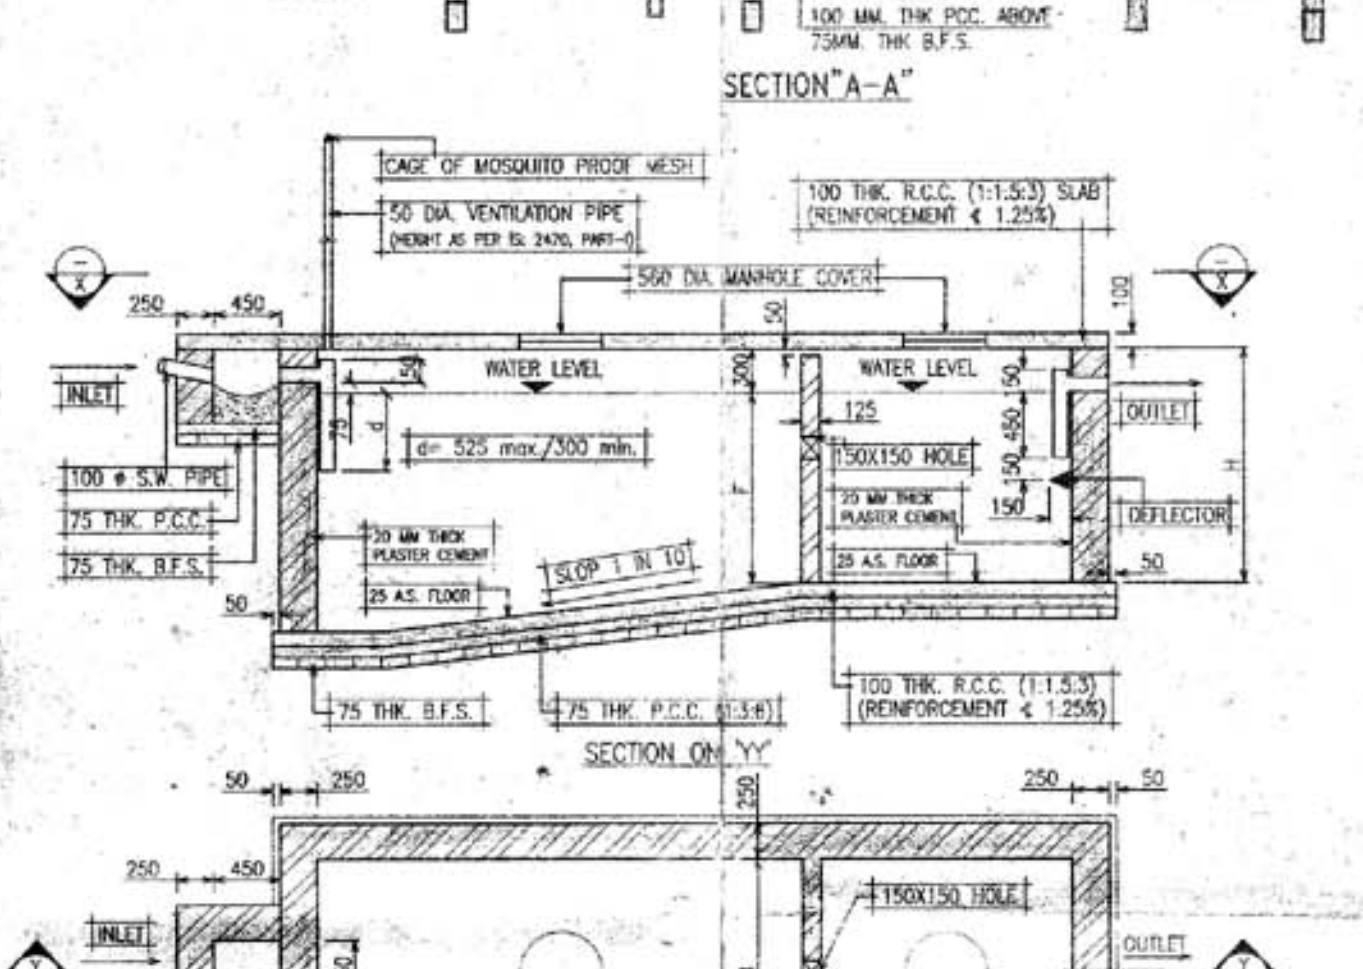 100 MM. THK PCC. ABOVE
75MM. THK B.F.S.
SECTION"A-A"
CAGE OF MOSQUITO PROOF MESH
50 DIA. VENTILATION PIPE
(HEIGHT AS PER IS: 2470, PART-I)
100 THK. R.C.C. (1:1.5:3) SLAB
(REINFORCEMENT ≮ 1.25%)
560 DIA. MANHOLE COVER
X
X
250
450
50
100
INLET
300
WATER LEVEL
WATER LEVEL
150
125
OUTLET
75
d
d= 525 max./300 min.
450
150X150 HOLE
H
100 ø S.W. PIPE
150
20 MM THICK
PLASTER CEMENT
150
DEFLECTOR
75 THK. P.C.C.
20 MM THICK
PLASTER CEMENT
75 THK. B.F.S.
SLOP 1 IN 10
25 A.S. FLOOR
50
25 A.S. FLOOR
50
100 THK. R.C.C. (1:1.5:3)
(REINFORCEMENT ≮ 1.25%)
75 THK. B.F.S.
75 THK. P.C.C. (1:3:6)
SECTION ON 'YY'
50
250
250
250
50
250
450
150X150 HOLE
INLET
OUTLET
Y
Y